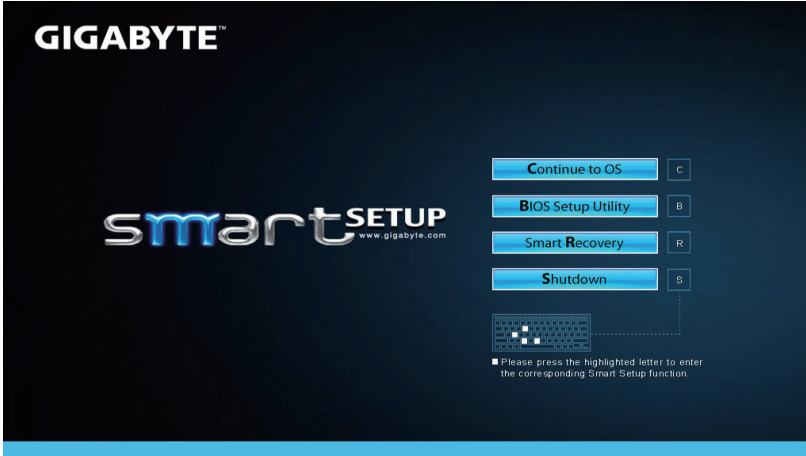 GIGABYTE™
smart SETUP
www.gigabyte.com
Continue to OS C
BIOS Setup Utility B
Smart Recovery R
Shutdown S
Please press the highlighted letter to enter
the corresponding Smart Setup function.